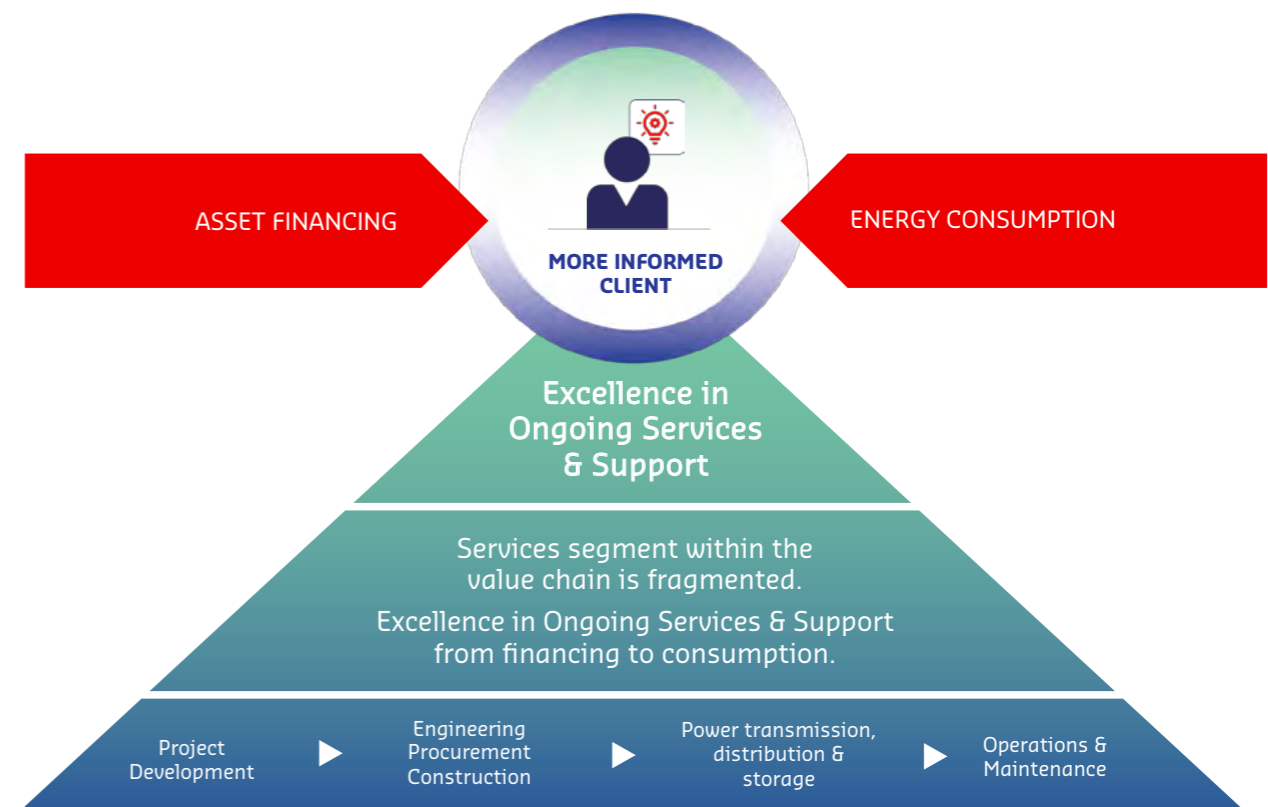 ASSET FINANCING
MORE INFORMED
CLIENT
ENERGY CONSUMPTION
Excellence in
Ongoing Services
& Support
Services segment within the
value chain is fragmented.
Excellence in Ongoing Services & Support
from financing to consumption.
Project
Development
Engineering
Procurement
Construction
Power transmission,
distribution &
storage
Operations &
Maintenance